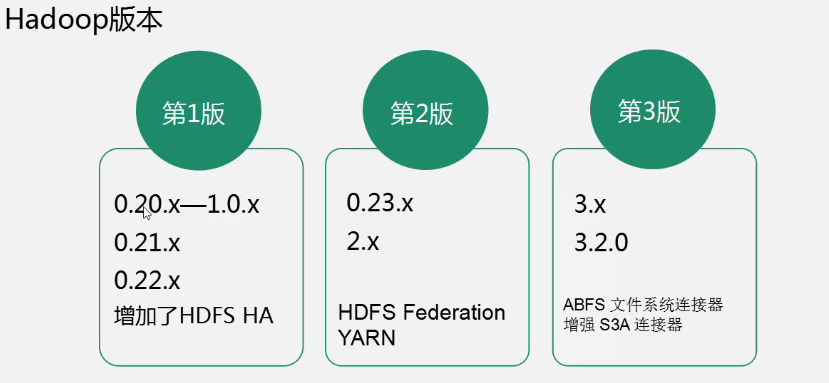 Hadoop版本
第1版
0.20.x—1.0.x
0.21.x
0.22.x
增加了HDFS HA
第2版
0.23.x
2.x
HDFS Federation
YARN
第3版
3.x
3.2.0
ABFS 文件系统连接器
增强 S3A 连接器